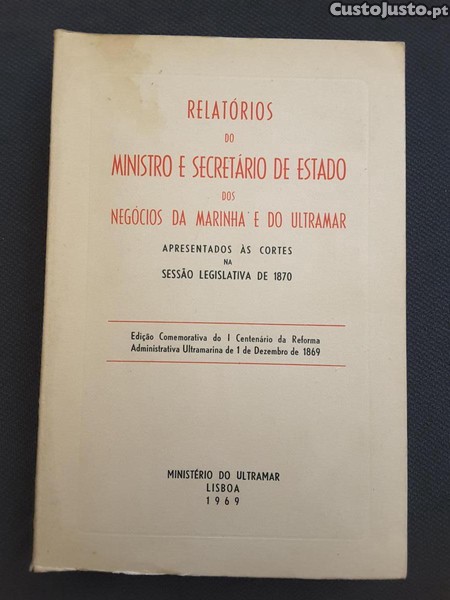 CustoJusto.pt
RELATÓRIOS
DO
MINISTRO E SECRETÁRIO DE ESTADO
DOS
NEGÓCIOS DA MARINHA E DO ULTRAMAR
APRESENTADOS ÀS CORTES
NA
SESSÃO LEGISLATIVA DE 1870
Edição Comemorativa do I Centenário da Reforma
Administrativa Ultramarina de 1 de Dezembro de 1869
MINISTÉRIO DO ULTRAMAR
LISBOA
1969